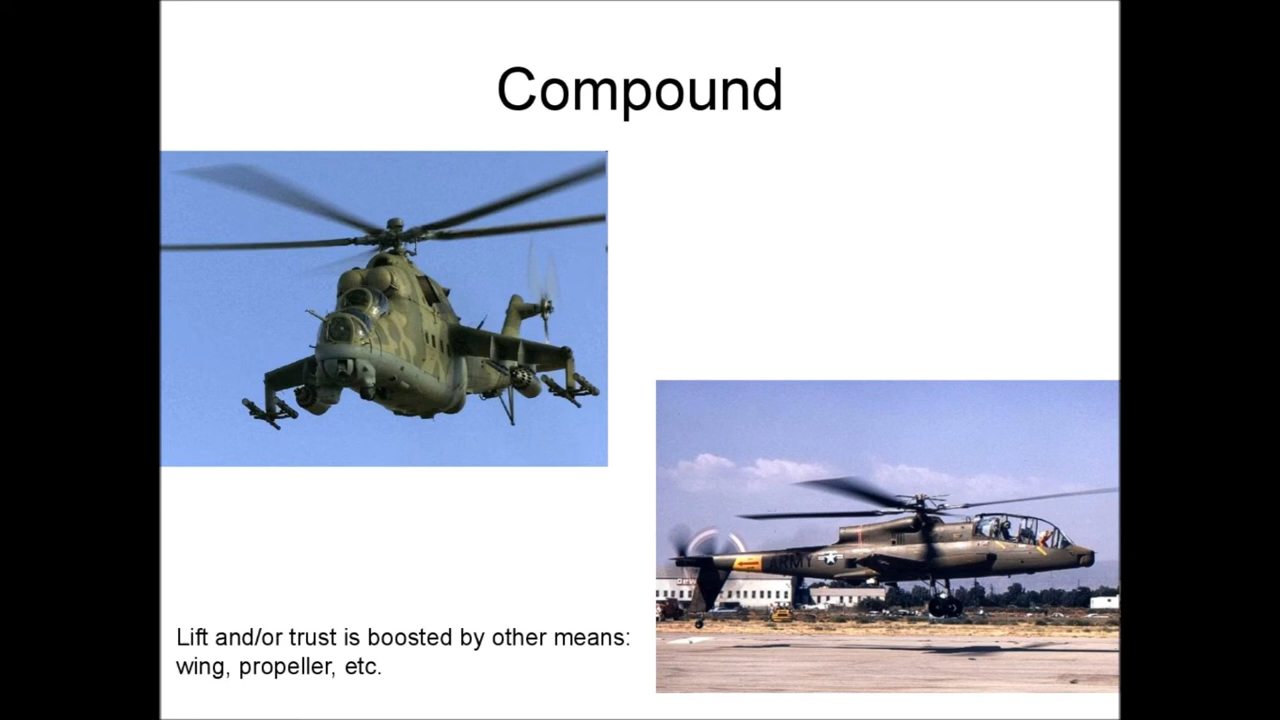 Compound
ARMY
Lift and/or trust is boosted by other means:
wing, propeller, etc.